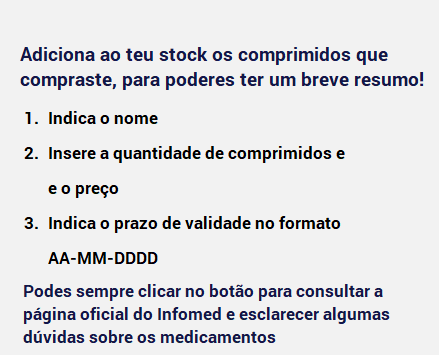 Adiciona ao teu stock os comprimidos que
compraste, para poderes ter um breve resumo!
1. Indica o nome
2. Insere a quantidade de comprimidos e
e o preço
3. Indica o prazo de validade no formato
AA-MM-DDDD
Podes sempre clicar no botão para consultar a
página oficial do Infomed e esclarecer algumas
dúvidas sobre os medicamentos